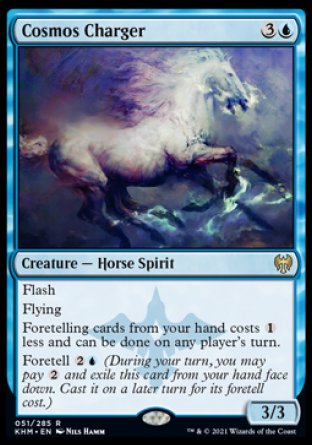 Cosmos Charger 3
Creature — Horse Spirit
Flash
Flying
Foretelling cards from your hand costs 1
less and can be done on any player's turn.
Foretell 2 (During your turn, you may
pay 2 and exile this card from your hand
face down. Cast it on a later turn for its foretell
cost.)
3/3
051/285 R
KHM • EN NILS HAMM
™ & © 2021 Wizards of the Coast